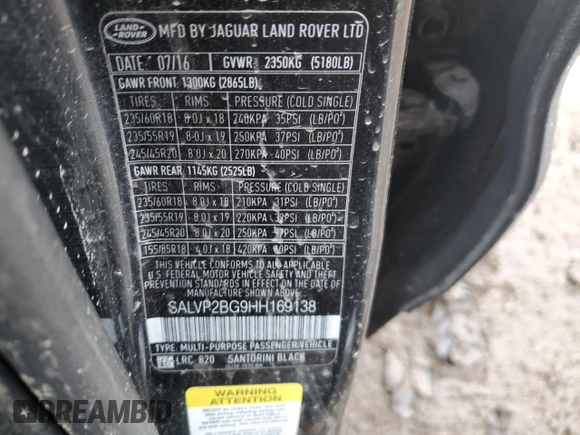 LAND-
ROVER
MFD BY JAGUAR LAND ROVER LTD
DATE 07/16 GVWR 2350KG (5180LB)
GAWR FRONT: 1300KG (2865LB)
TIRES RIMS PRESSURE (COLD SINGLE)
235/60R18 8·0J x 18 240KPA 35PSI (LB/PO²)
235/55R19 8·0J x 19 250KPA 37PSI (LB/PO²)
245/45R20 8·0J x 20 270KPA 40PSI (LB/PO²)
GAWR REAR: 1145KG (2525LB)
TIRES RIMS PRESSURE (COLD SINGLE)
235/60R18 8·0J x 18 210KPA 31PSI (LB/PO²)
235/55R19 8·0J x 19 220KPA PSI (LB/PO²)
245/45R20 8·0J x 20 250KPA 37PSI (LB/PO²)
155/85R18 4·0J x 18 420KPA 60PSI (LB/PO²)
THIS VEHICLE CONFORMS TO ALL APPLICABLE
U.S. FEDERAL MOTOR VEHICLE SAFETY AND THEFT
PREVENTION STANDARDS IN EFFECT ON THE DATE
OF MANUFACTURE SHOWN ABOVE
SALVP2BG9HH169138
TYPE: MULTI-PURPOSE PASSENGER VEHICLE
LRC 820 SANTORINI BLACK
WARNING
ATTENTION